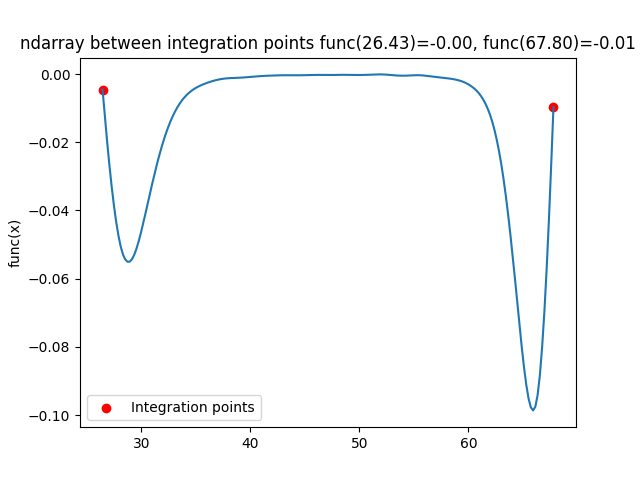 ndarray between integration points func(26.43)=-0.00, func(67.80)=-0.01
0.00
−0.02
−0.04
−0.06
−0.08
−0.10
func(x)
Integration points
30 40 50 60